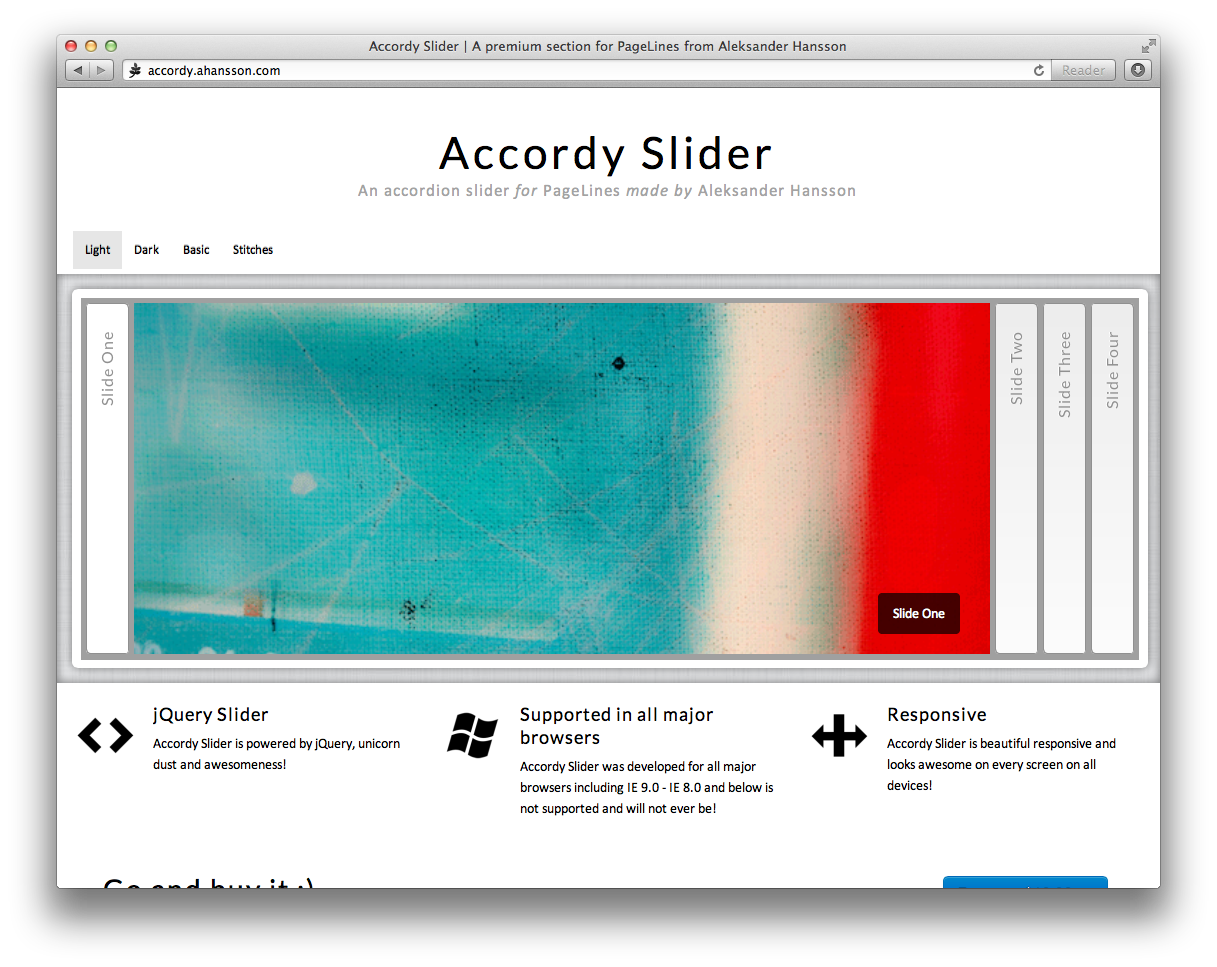 Accordy Slider | A premium section for PageLines from Aleksander Hansson
accordy.ahansson.com
Reader
Accordy Slider
An accordion slider for PageLines made by Aleksander Hansson
Light Dark Basic Stitches
Slide One
Slide One
Slide Two
Slide Three
Slide Four
jQuery Slider
Accordy Slider is powered by jQuery, unicorn
dust and awesomeness!
Supported in all major
browsers
Accordy Slider was developed for all major
browsers including IE 9.0 - IE 8.0 and below is
not supported and will not ever be!
Responsive
Accordy Slider is beautiful responsive and
looks awesome on every screen on all
devices!
Go and buy it :)